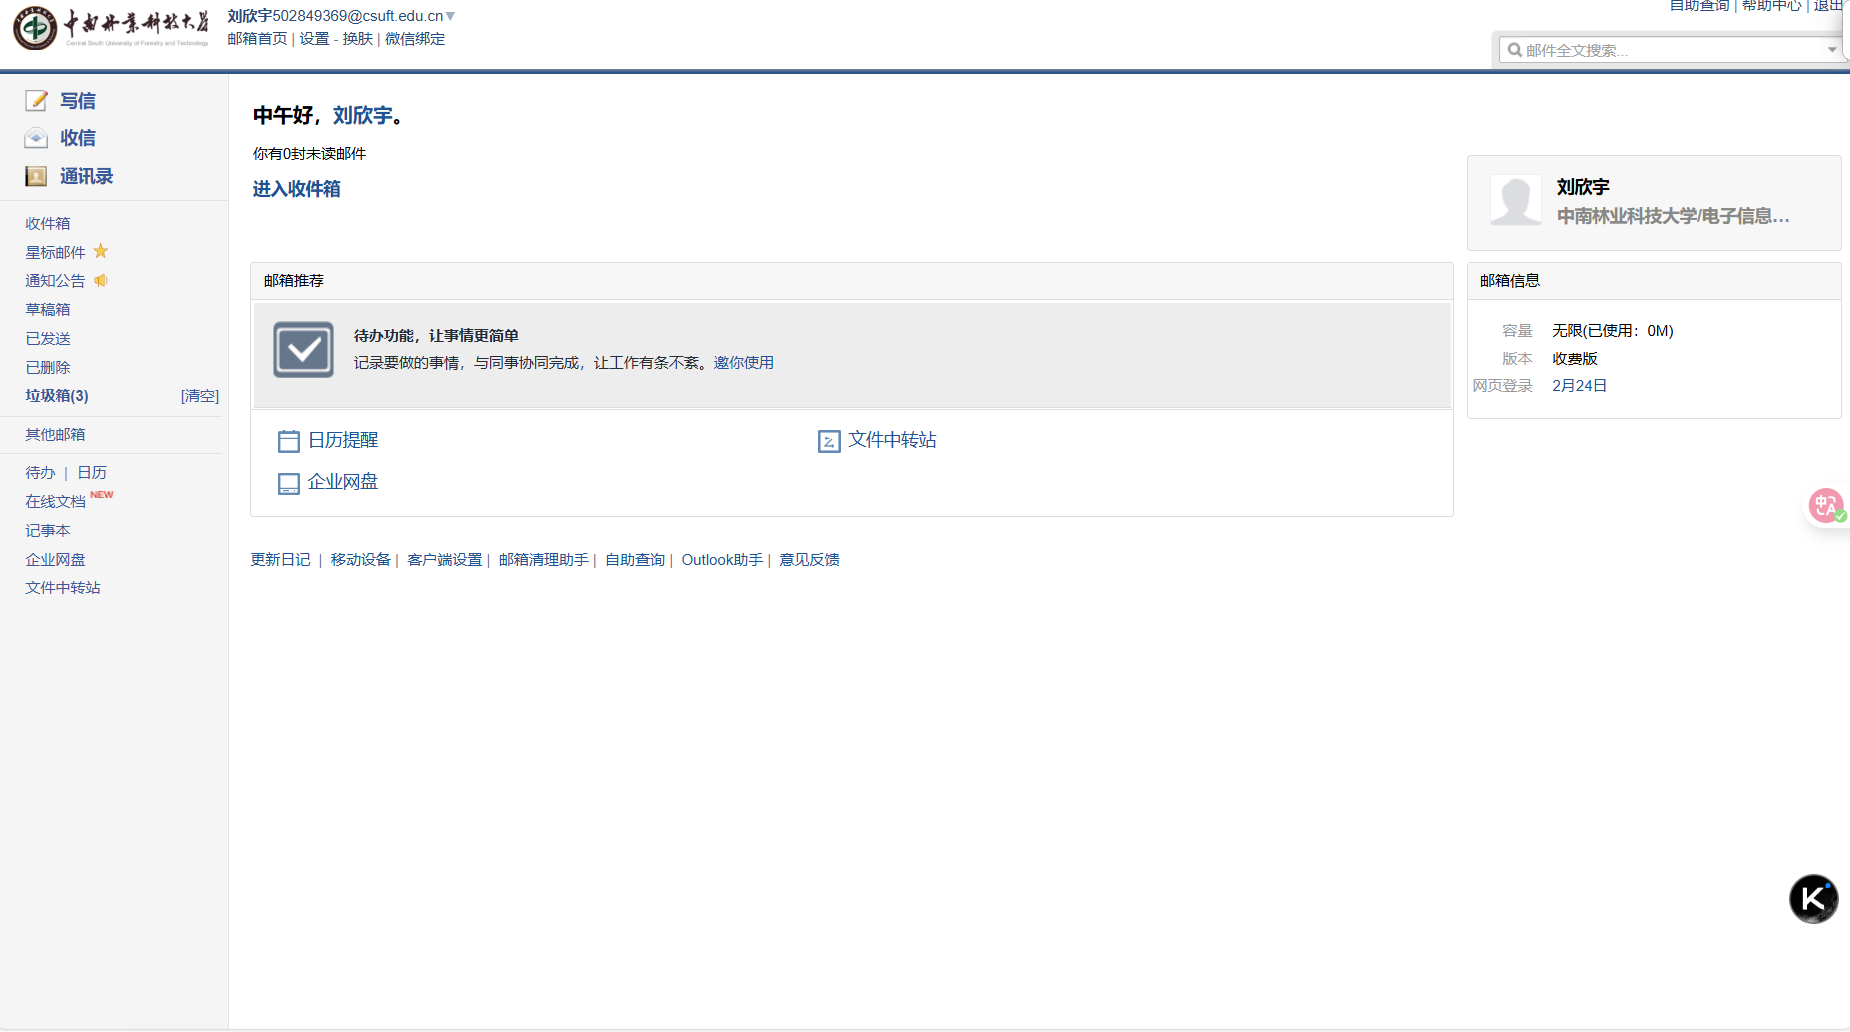 中南林业科技大学
Central South University of Forestry and Technology
刘欣宇502849369@csuft.edu.cn
邮箱首页 | 设置 - 换肤 | 微信绑定
自助查询 | 帮助中心 | 退出
邮件全文搜索...
写信
收信
通讯录
收件箱
星标邮件
通知公告
草稿箱
已发送
已删除
垃圾箱(3) [清空]
其他邮箱
待办 | 日历
在线文档 NEW
记事本
企业网盘
文件中转站
中午好，刘欣宇。
你有0封未读邮件
进入收件箱
邮箱推荐
待办功能，让事情更简单
记录要做的事情，与同事协同完成，让工作有条不紊。邀你使用
日历提醒
文件中转站
企业网盘
更新日记 | 移动设备 | 客户端设置 | 邮箱清理助手 | 自助查询 | Outlook助手 | 意见反馈
刘欣宇
中南林业科技大学/电子信息...
邮箱信息
容量 无限(已使用：0M)
版本 收费版
网页登录 2月24日
中
A
K